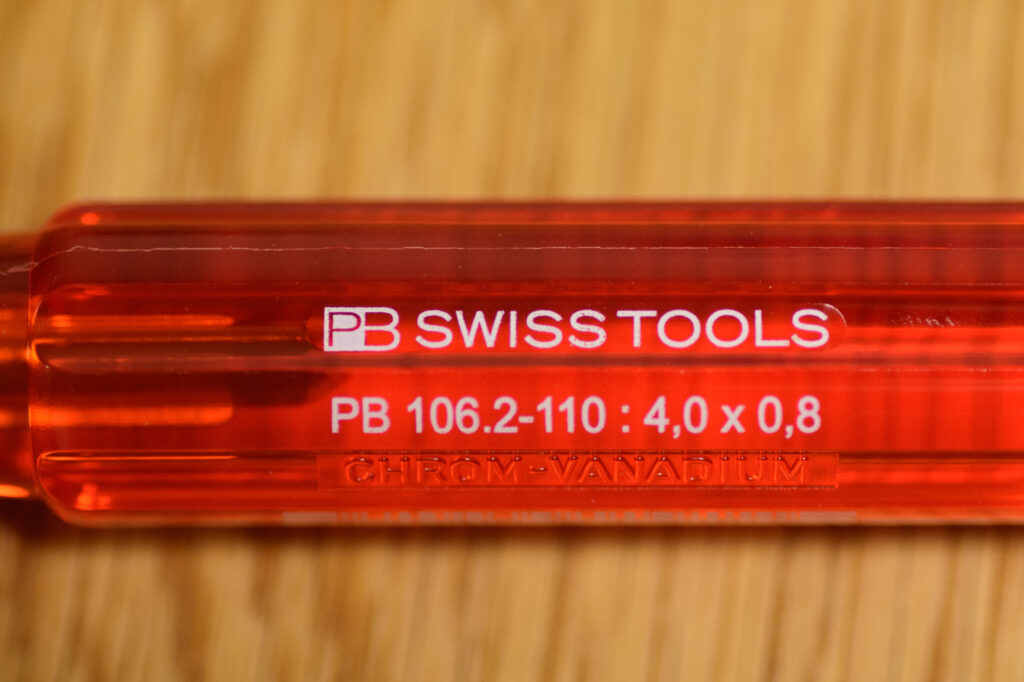 PB SWISS TOOLS
PB 106.2-110 : 4,0 x 0,8
CHROM-VANADIUM